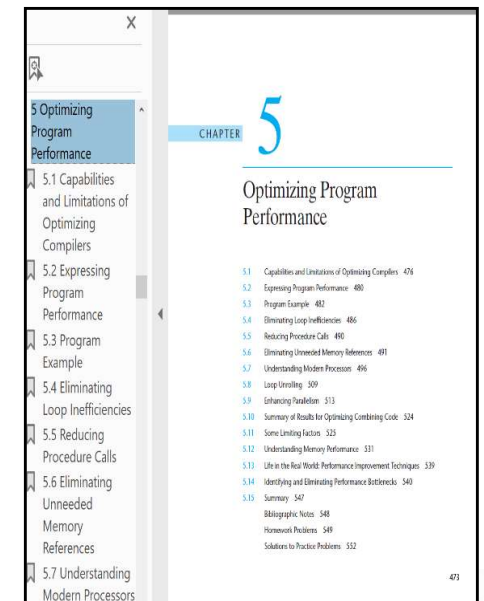 5 Optimizing
Program
Performance
5.1 Capabilities
and Limitations of
Optimizing
Compilers
5.2 Expressing
Program
Performance
5.3 Program
Example
5.4 Eliminating
Loop Inefficiencies
5.5 Reducing
Procedure Calls
5.6 Eliminating
Unneeded
Memory
References
5.7 Understanding
Modern Processors
CHAPTER 5
Optimizing Program
Performance
5.1 Capabilities and Limitations of Optimizing Compilers 476
5.2 Expressing Program Performance 480
5.3 Program Example 482
5.4 Eliminating Loop Inefficiencies 486
5.5 Reducing Procedure Calls 490
5.6 Eliminating Unneeded Memory References 491
5.7 Understanding Modern Processors 496
5.8 Loop Unrolling 509
5.9 Enhancing Parallelism 513
5.10 Summary of Results for Optimizing Combining Code 524
5.11 Some Limiting Factors 525
5.12 Understanding Memory Performance 531
5.13 Life in the Real World: Performance Improvement Techniques 539
5.14 Identifying and Eliminating Performance Bottlenecks 540
5.15 Summary 547
Bibliographic Notes 548
Homework Problems 549
Solutions to Practice Problems 552
473